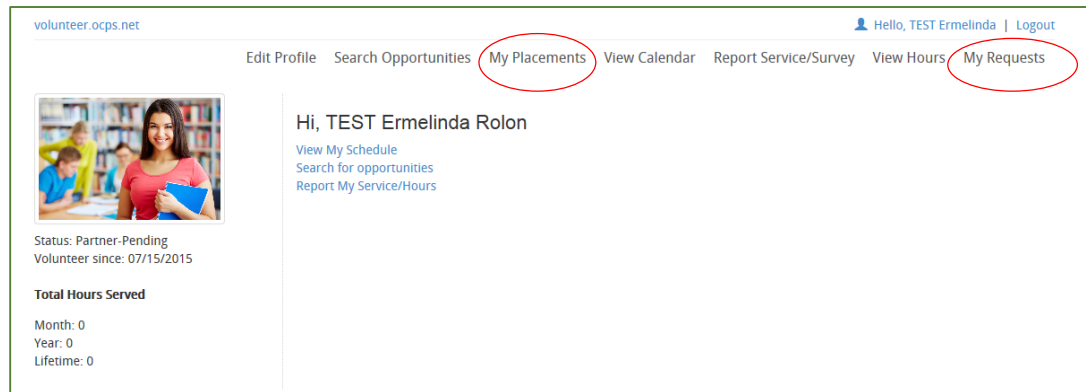 volunteer.ocps.net
Hello, TEST Ermelinda | Logout
Edit Profile Search Opportunities My Placements View Calendar Report Service/Survey View Hours My Requests
Hi, TEST Ermelinda Rolon
View My Schedule
Search for opportunities
Report My Service/Hours
Status: Partner-Pending
Volunteer since: 07/15/2015
Total Hours Served
Month: 0
Year: 0
Lifetime: 0